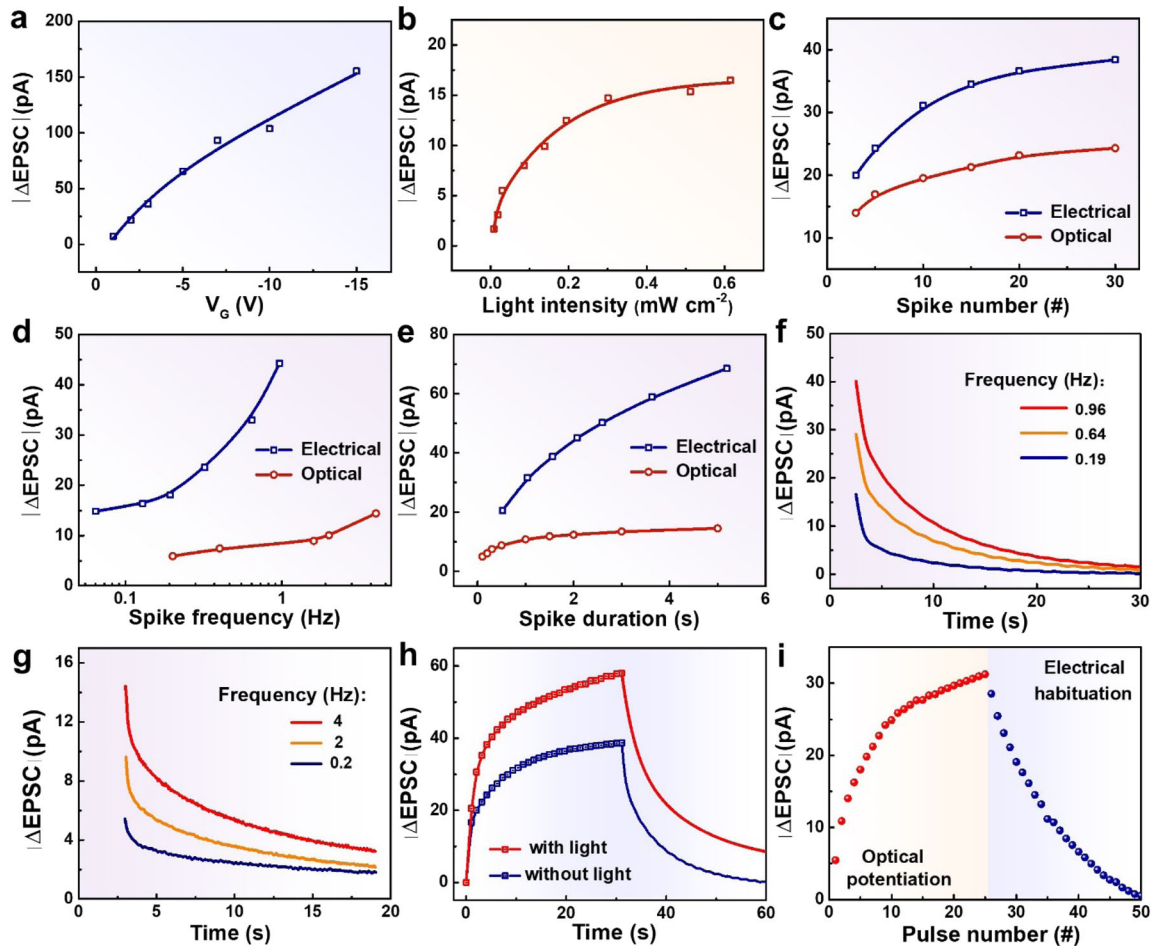 a
|ΔEPSC| (pA)
200
150
100
50
0
0
-5
-10
-15
V_G (V)
b
|ΔEPSC| (pA)
25
20
15
10
5
0
0.0
0.2
0.4
0.6
Light intensity (mW cm⁻²)
c
|ΔEPSC| (pA)
40
30
20
10
Electrical
Optical
0
10
20
30
Spike number (#)
d
|ΔEPSC| (pA)
50
40
30
20
10
0
Electrical
Optical
0.1
1
Spike frequency (Hz)
e
|ΔEPSC| (pA)
80
60
40
20
0
Electrical
Optical
0
2
4
6
Spike duration (s)
f
|ΔEPSC| (pA)
50
40
30
20
10
0
Frequency (Hz):
0.96
0.64
0.19
0
10
20
30
Time (s)
g
|ΔEPSC| (pA)
16
12
8
4
0
Frequency (Hz):
4
2
0.2
0
5
10
15
20
Time (s)
h
|ΔEPSC| (pA)
60
40
20
0
with light
without light
0
20
40
60
Time (s)
i
|ΔEPSC| (pA)
30
20
10
0
Electrical
habituation
Optical
potentiation
0
10
20
30
40
50
Pulse number (#)